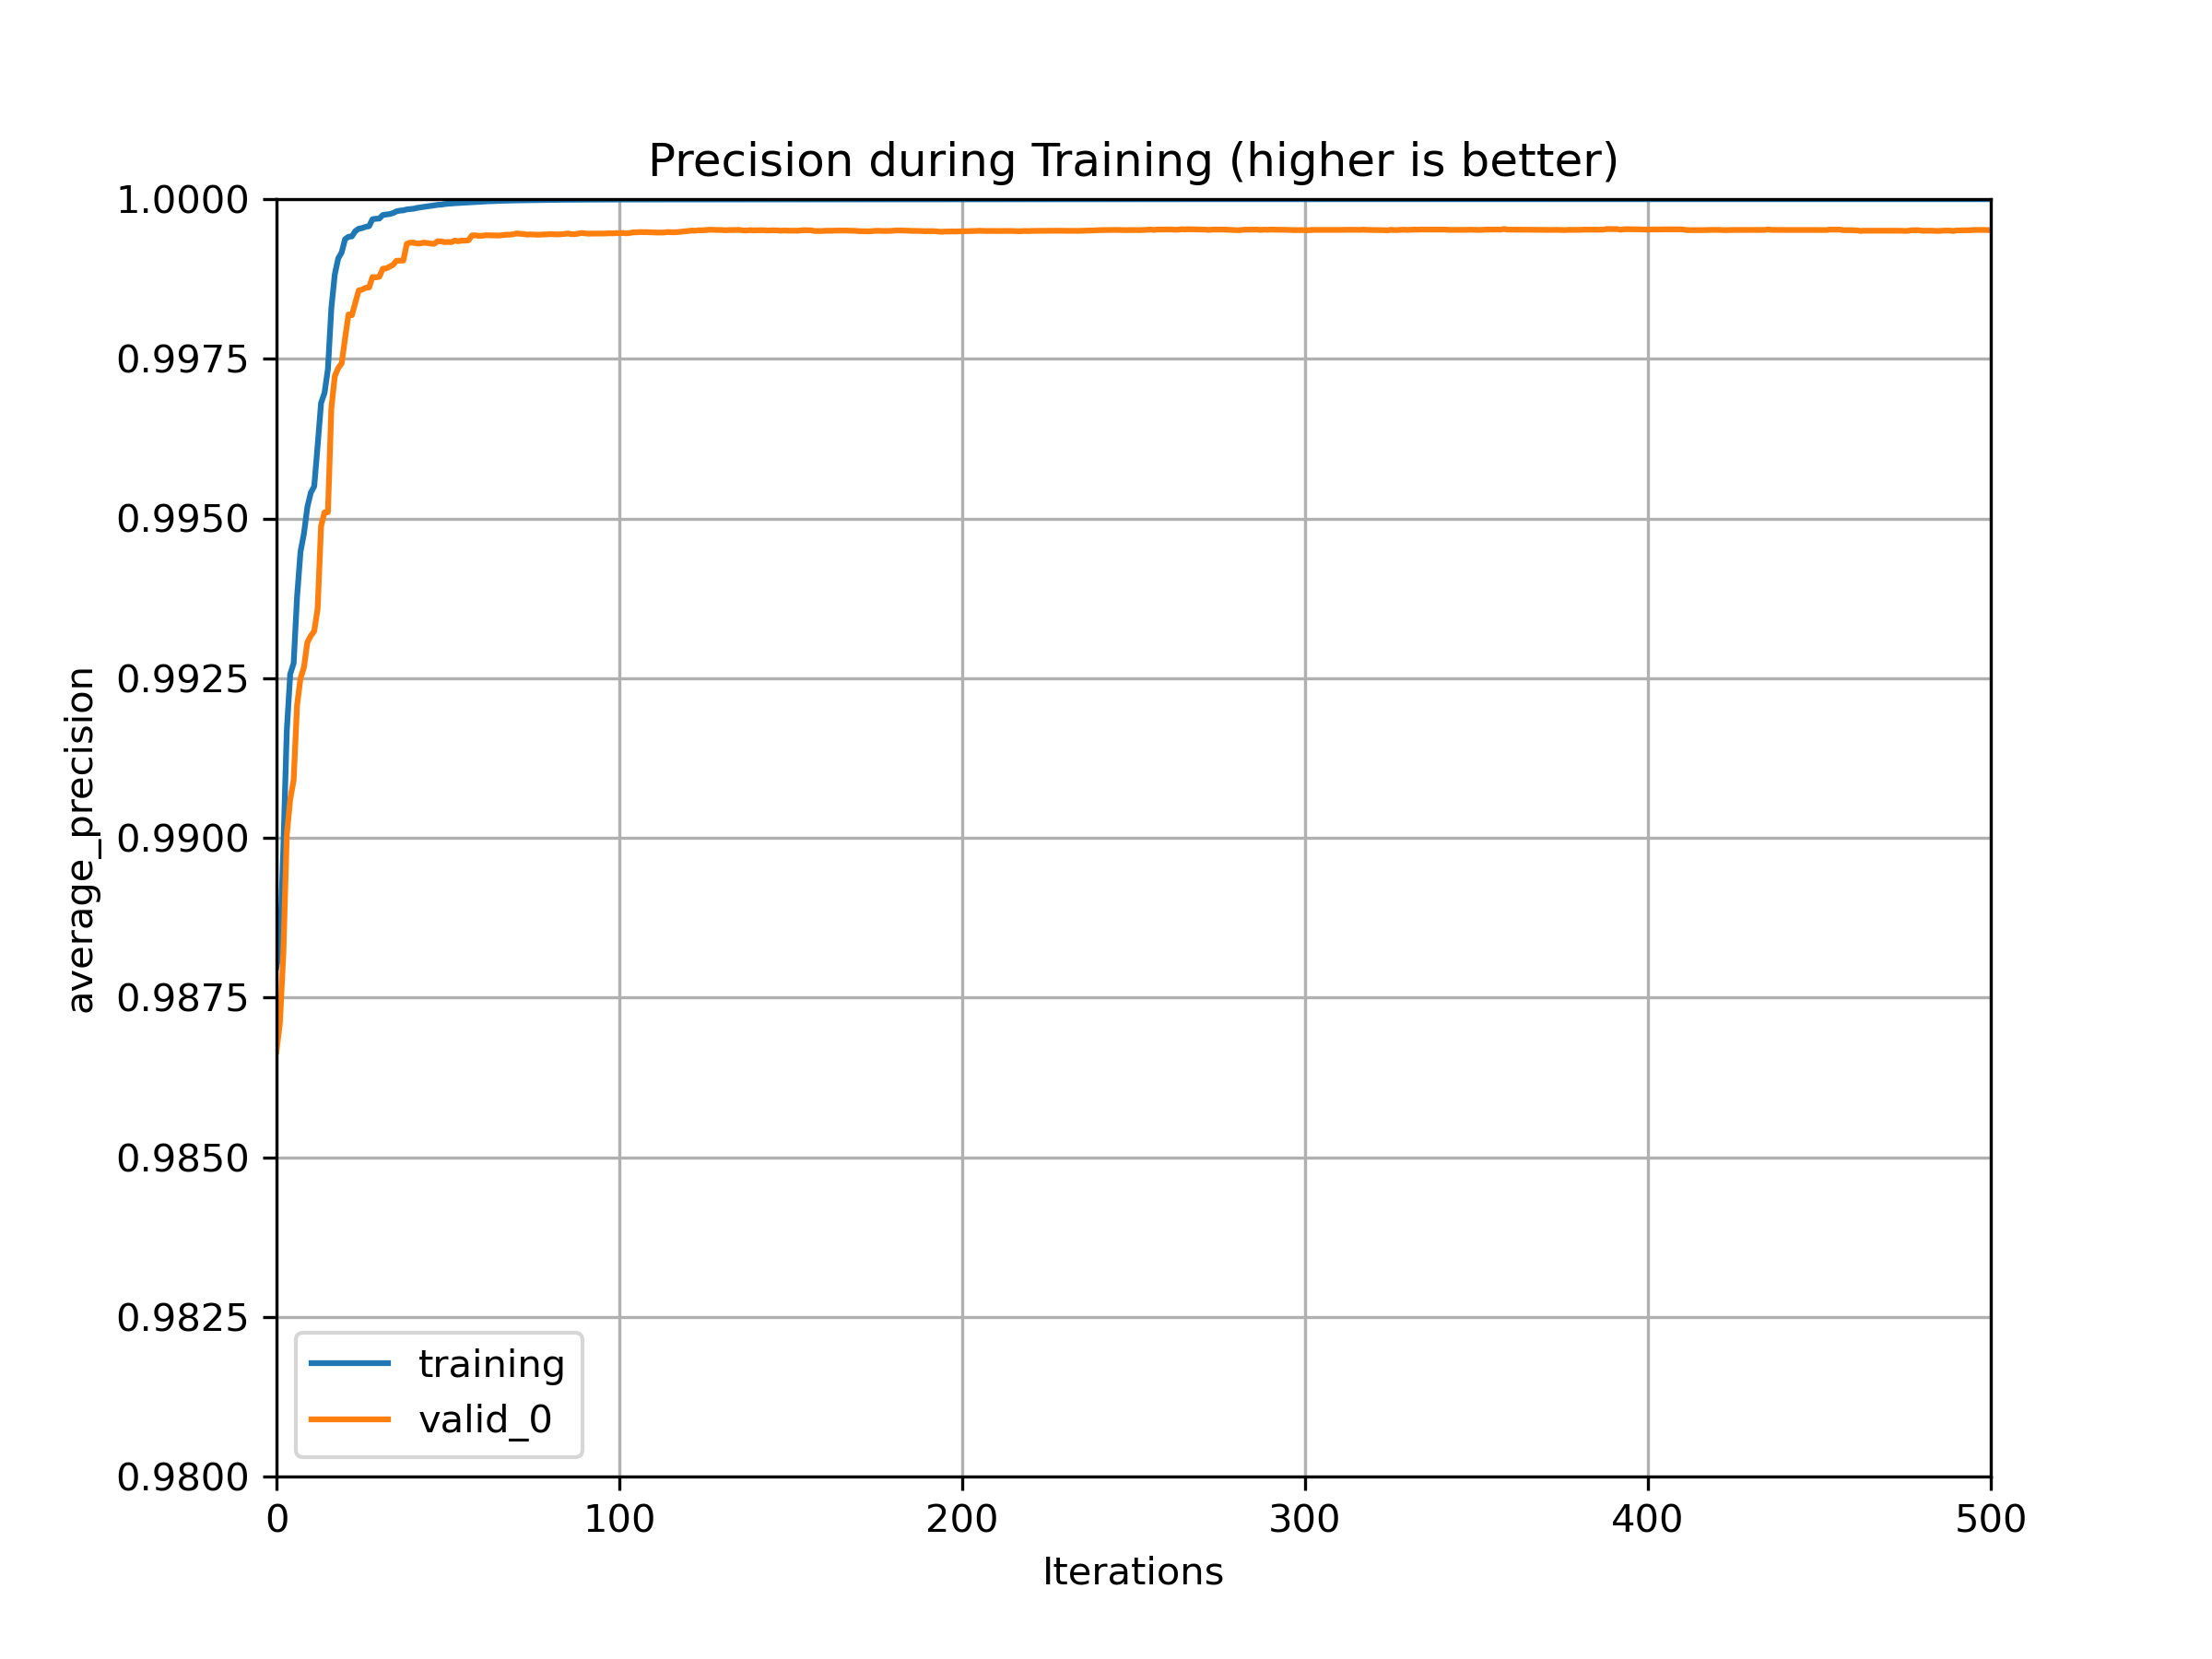 Precision during Training (higher is better)
1.0000
0.9975
0.9950
0.9925
0.9900
0.9875
0.9850
0.9825
0.9800
average_precision
training
valid_0
0 100 200 300 400 500
Iterations